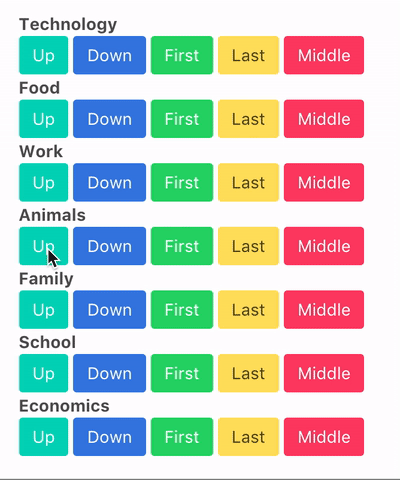 Technology
Up Down First Last Middle
Food
Up Down First Last Middle
Work
Up Down First Last Middle
Animals
Up Down First Last Middle
Family
Up Down First Last Middle
School
Up Down First Last Middle
Economics
Up Down First Last Middle